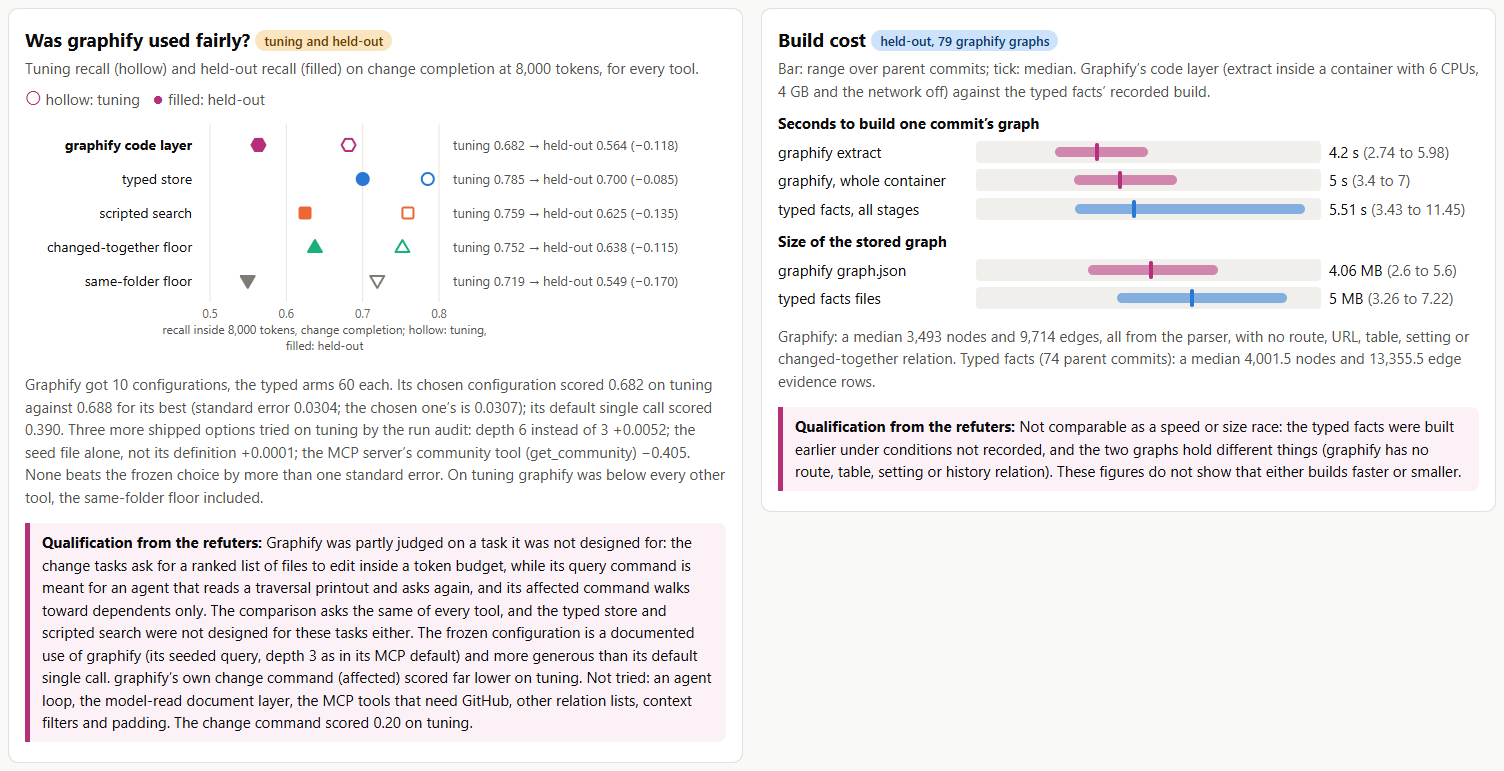 Was graphify used fairly? tuning and held-out
Tuning recall (hollow) and held-out recall (filled) on change completion at 8,000 tokens, for every tool.
hollow: tuning filled: held-out
graphify code layer tuning 0.682 → held-out 0.564 (−0.118)
typed store tuning 0.785 → held-out 0.700 (−0.085)
scripted search tuning 0.759 → held-out 0.625 (−0.135)
changed-together floor tuning 0.752 → held-out 0.638 (−0.115)
same-folder floor tuning 0.719 → held-out 0.549 (−0.170)
0.5 0.6 0.7 0.8
recall inside 8,000 tokens, change completion; hollow: tuning,
filled: held-out
Graphify got 10 configurations, the typed arms 60 each. Its chosen configuration scored 0.682 on tuning
against 0.688 for its best (standard error 0.0304; the chosen one's is 0.0307); its default single call scored
0.390. Three more shipped options tried on tuning by the run audit: depth 6 instead of 3 +0.0052; the
seed file alone, not its definition +0.0001; the MCP server's community tool (get_community) −0.405.
None beats the frozen choice by more than one standard error. On tuning graphify was below every other
tool, the same-folder floor included.
Qualification from the refuters: Graphify was partly judged on a task it was not designed for: the
change tasks ask for a ranked list of files to edit inside a token budget, while its query command is
meant for an agent that reads a traversal printout and asks again, and its affected command walks
toward dependents only. The comparison asks the same of every tool, and the typed store and
scripted search were not designed for these tasks either. The frozen configuration is a documented
use of graphify (its seeded query, depth 3 as in its MCP default) and more generous than its default
single call. graphify's own change command (affected) scored far lower on tuning. Not tried: an agent
loop, the model-read document layer, the MCP tools that need GitHub, other relation lists, context
filters and padding. The change command scored 0.20 on tuning.
Build cost held-out, 79 graphify graphs
Bar: range over parent commits; tick: median. Graphify's code layer (extract inside a container with 6 CPUs,
4 GB and the network off) against the typed facts' recorded build.
Seconds to build one commit's graph
graphify extract 4.2 s (2.74 to 5.98)
graphify, whole container 5 s (3.4 to 7)
typed facts, all stages 5.51 s (3.43 to 11.45)
Size of the stored graph
graphify graph.json 4.06 MB (2.6 to 5.6)
typed facts files 5 MB (3.26 to 7.22)
Graphify: a median 3,493 nodes and 9,714 edges, all from the parser, with no route, URL, table, setting or
changed-together relation. Typed facts (74 parent commits): a median 4,001.5 nodes and 13,355.5 edge
evidence rows.
Qualification from the refuters: Not comparable as a speed or size race: the typed facts were built
earlier under conditions not recorded, and the two graphs hold different things (graphify has no
route, table, setting or history relation). These figures do not show that either builds faster or smaller.